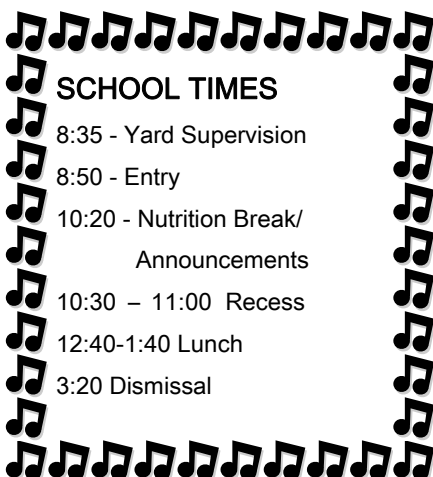 SCHOOL TIMES
8:35 - Yard Supervision
8:50 - Entry
10:20 - Nutrition Break/
Announcements
10:30 – 11:00 Recess
12:40-1:40 Lunch
3:20 Dismissal